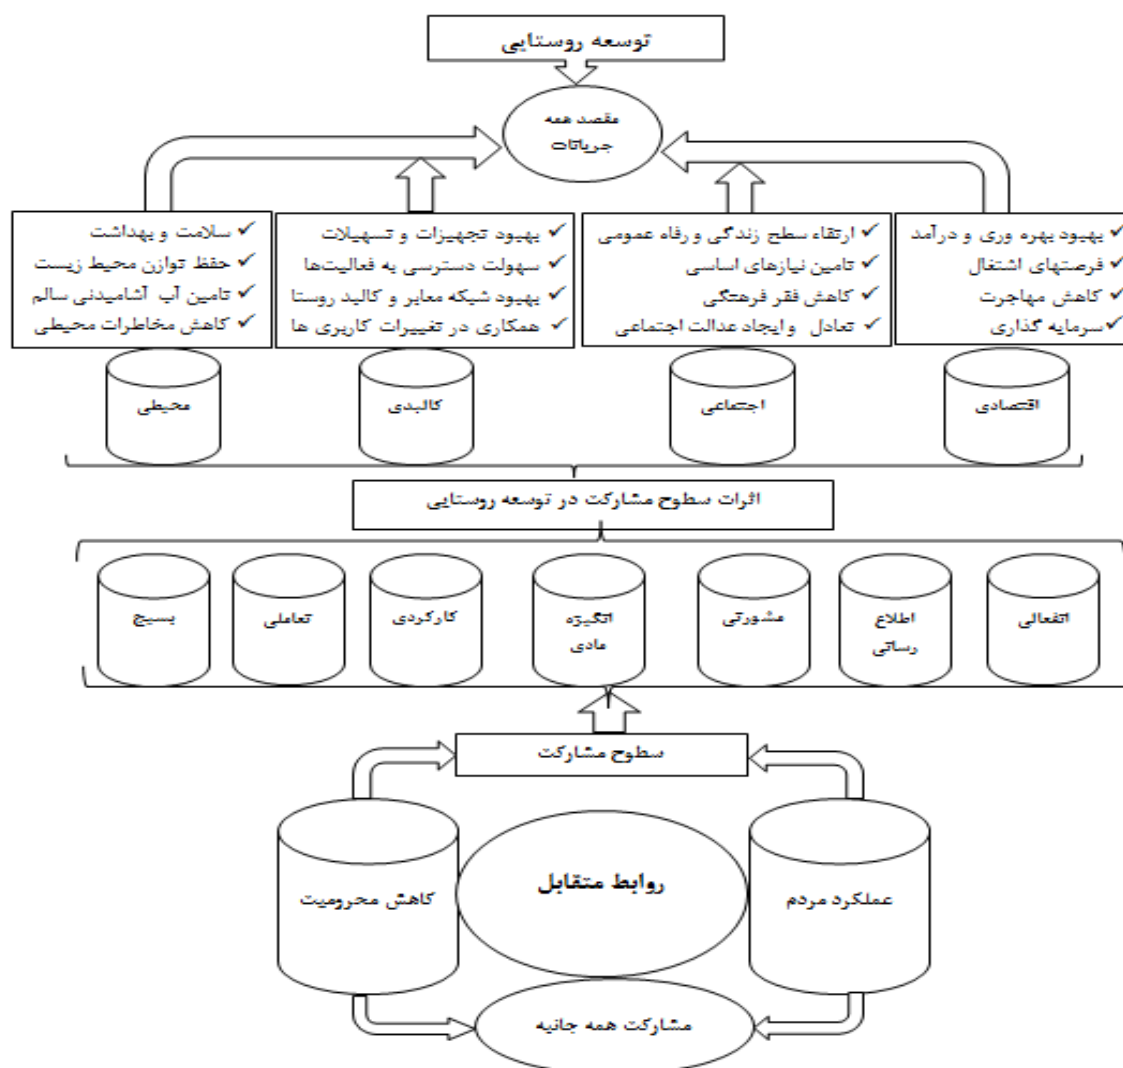 توسعه روستایی
مقصد همه
جریانات
بهبود بهره وری و درآمد
فرصتهای اشتغال
کاهش مهاجرت
سرمایه گذاری
ارتقاء سطح زندگی و رفاه عمومی
تامین نیازهای اساسی
کاهش فقر فرهنگی
تعادل و ایجاد عدالت اجتماعی
بهبود تجهیزات و تسهیلات
سهولت دسترسی به فعالیت‌ها
بهبود شبکه معابر و کالبد روستا
همکاری در تغییرات کاربری ها
سلامت و بهداشت
حفظ توازن محیط زیست
تامین آب آشامیدنی سالم
کاهش مخاطرات محیطی
اقتصادی
اجتماعی
کالبدی
محیطی
اثرات سطوح مشارکت در توسعه روستایی
انفعالی
اطلاع
رسانی
مشورتی
انگیزه
مادی
کارکردی
تعاملی
بسیج
سطوح مشارکت
عملکرد مردم
روابط متقابل
کاهش محرومیت
مشارکت همه جانبه